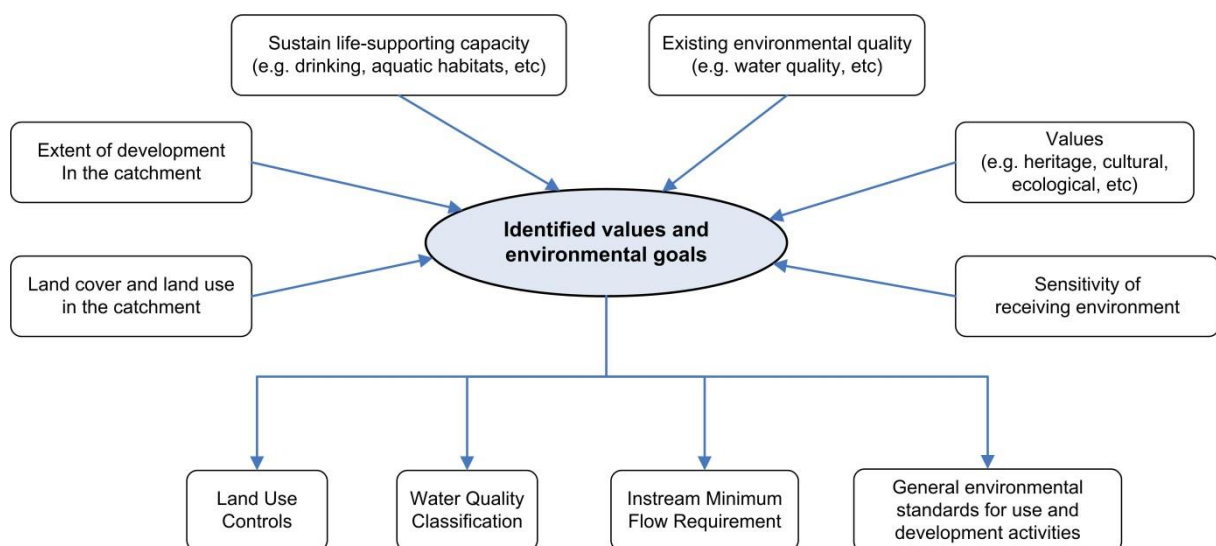 Sustain life-supporting capacity
(e.g. drinking, aquatic habitats, etc)
Existing environmental quality
(e.g. water quality, etc)
Extent of development
In the catchment
Values
(e.g. heritage, cultural,
ecological, etc)
Identified values and
environmental goals
Land cover and land use
in the catchment
Sensitivity of
receiving environment
Land Use
Controls
Water Quality
Classification
Instream Minimum
Flow Requirement
General environmental
standards for use and
development activities